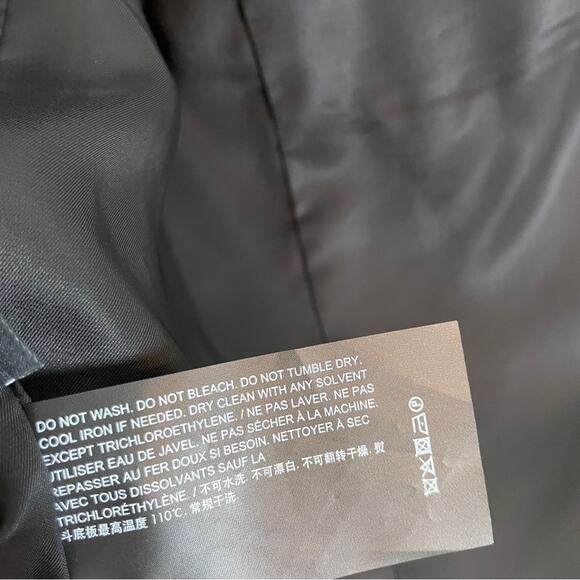 DO NOT WASH. DO NOT BLEACH. DO NOT TUMBLE DRY.
COOL IRON IF NEEDED. DRY CLEAN WITH ANY SOLVENT
EXCEPT TRICHLOROETHYLENE. / NE PAS LAVER. NE PAS
UTILISER EAU DE JAVEL. NE PAS SÉCHER À LA MACHINE.
REPASSER AU FER DOUX SI BESOIN. NETTOYER À SEC
AVEC TOUS DISSOLVANTS SAUF LA
TRICHLORÉTHYLÈNE. / 不可水洗. 不可漂白. 不可翻转干燥. 熨
斗底板最高温度 110℃. 常规干洗